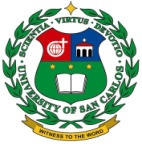 SCIENTIA • VIRTUS • DEVOTIO
UNIVERSITY OF SAN CARLOS
WITNESS TO THE WORD